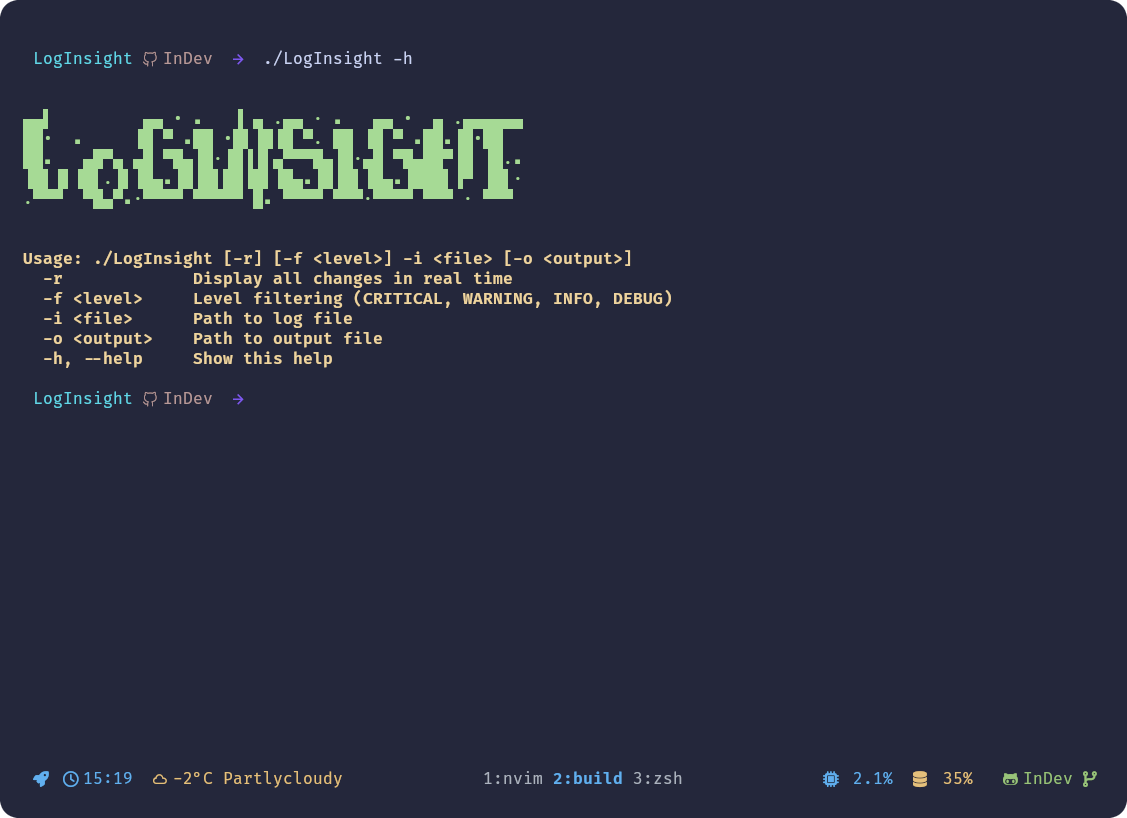 LogInsight InDev → ./LogInsight -h
LogInSiGHT
Usage: ./LogInsight [-r] [-f <level>] -i <file> [-o <output>]
  -r             Display all changes in real time
  -f <level>     Level filtering (CRITICAL, WARNING, INFO, DEBUG)
  -i <file>      Path to log file
  -o <output>    Path to output file
  -h, --help     Show this help
LogInsight InDev →
15:19 -2°C Partlycloudy 1:nvim 2:build 3:zsh 2.1% 35% InDev